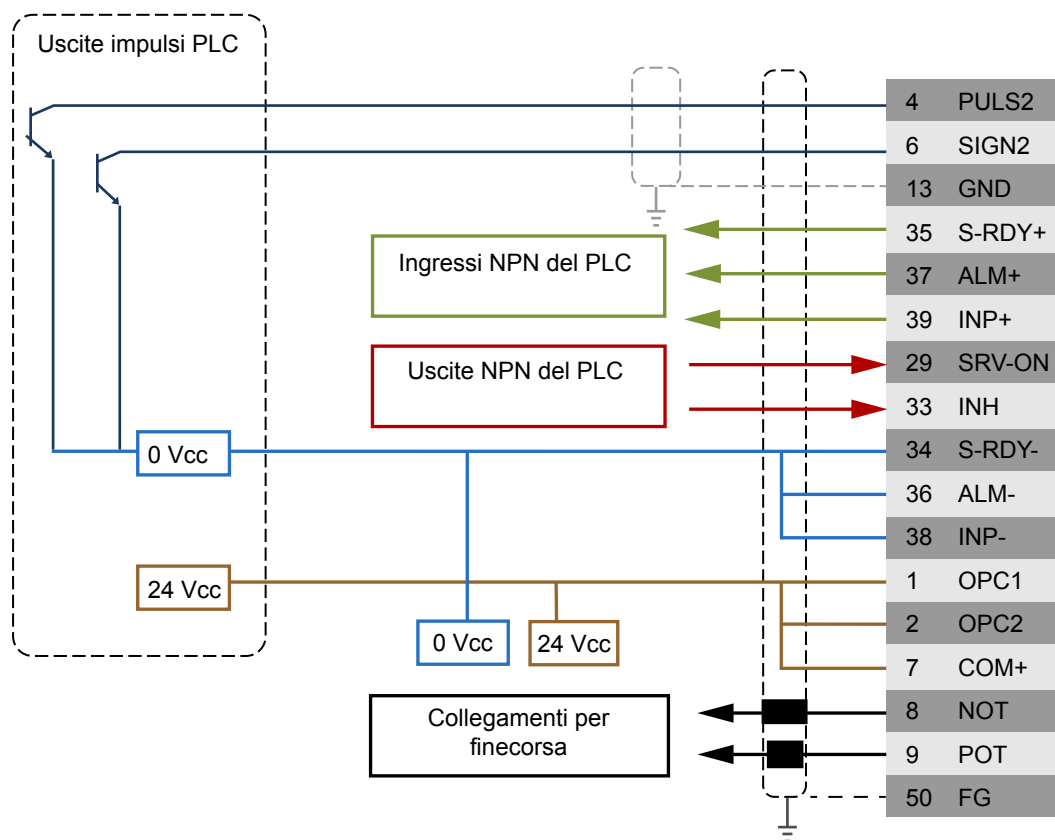 Uscite impulsi PLC
4 PULS2
6 SIGN2
13 GND
35 S-RDY+
Ingressi NPN del PLC
37 ALM+
39 INP+
Uscite NPN del PLC
29 SRV-ON
33 INH
0 Vcc
34 S-RDY-
36 ALM-
38 INP-
24 Vcc
1 OPC1
2 OPC2
0 Vcc
24 Vcc
7 COM+
Collegamenti per
finecorsa
8 NOT
9 POT
50 FG